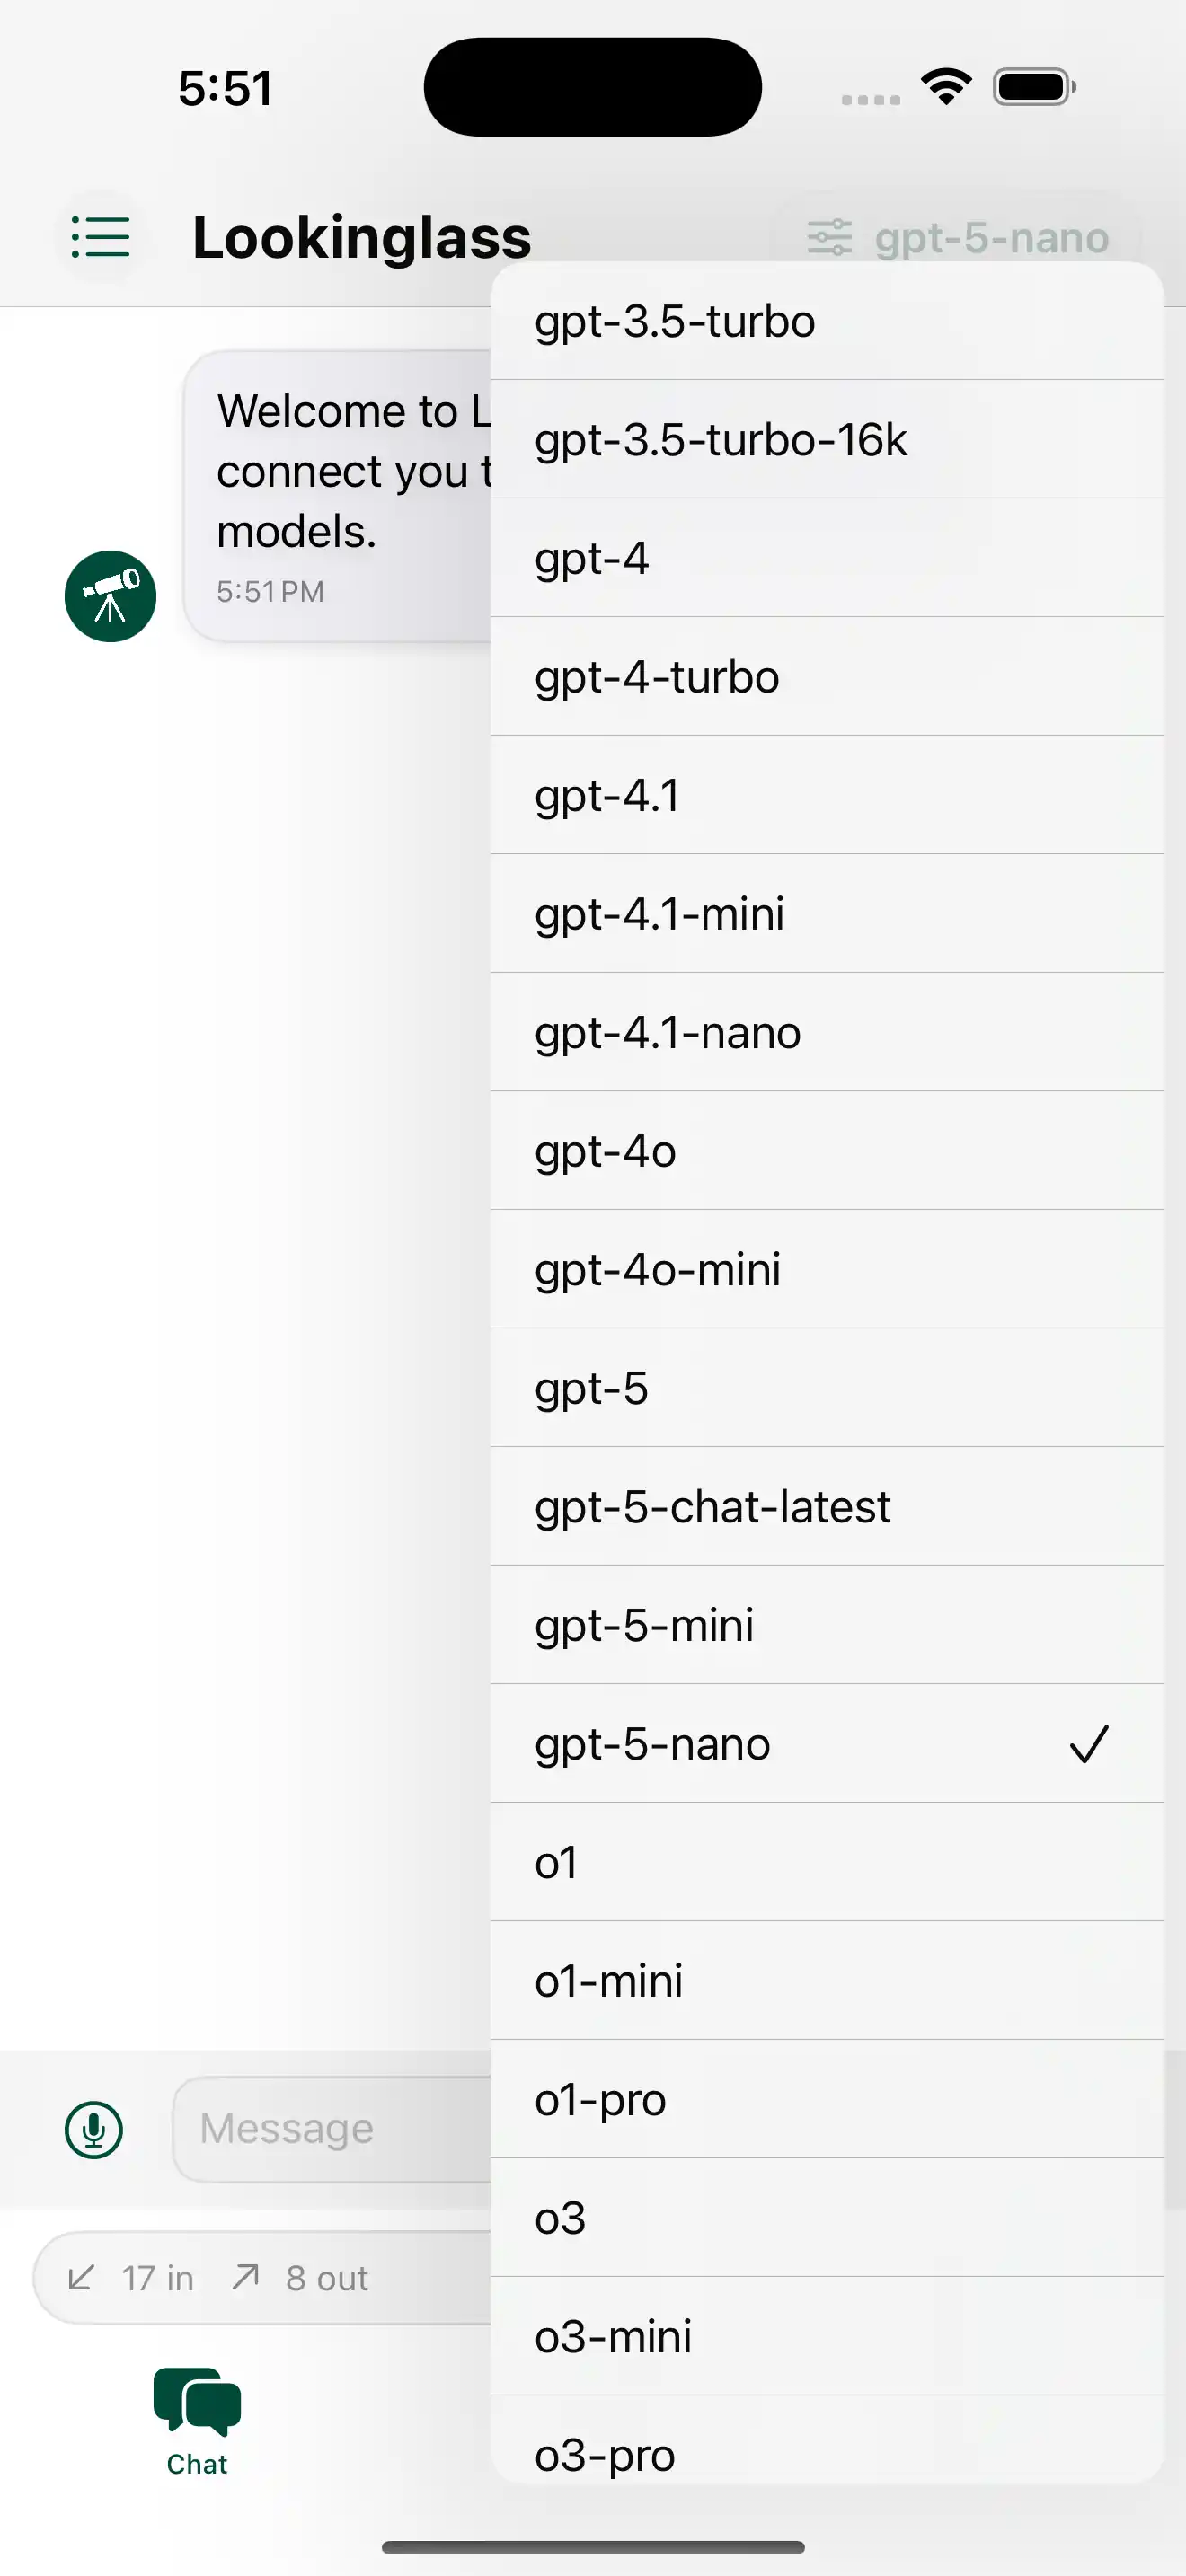 5:51
Lookinglass
gpt-5-nano
Welcome to L
connect you t
models.
5:51 PM
gpt-3.5-turbo
gpt-3.5-turbo-16k
gpt-4
gpt-4-turbo
gpt-4.1
gpt-4.1-mini
gpt-4.1-nano
gpt-4o
gpt-4o-mini
gpt-5
gpt-5-chat-latest
gpt-5-mini
gpt-5-nano
o1
o1-mini
o1-pro
o3
o3-mini
o3-pro
Message
17 in 8 out
Chat